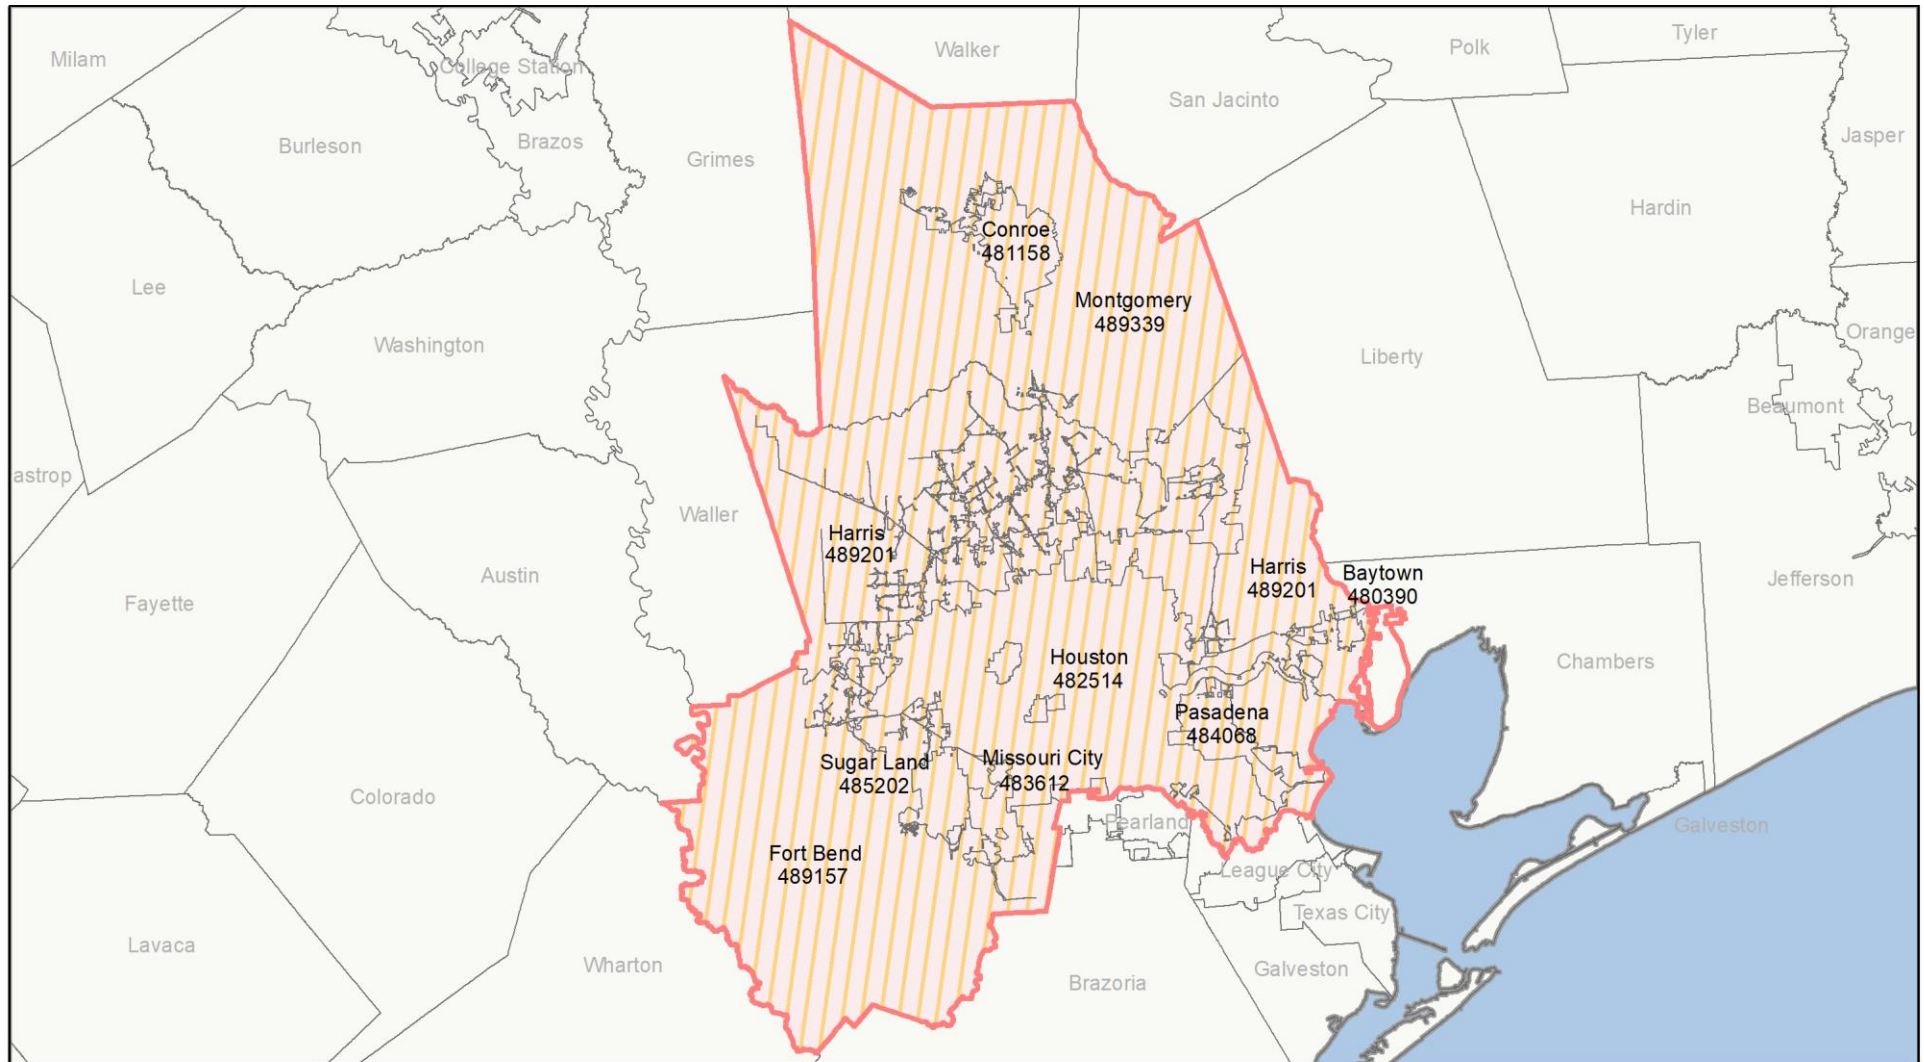 Milam
College Station
Walker
Polk
Tyler
San Jacinto
Burleson
Brazos
Grimes
Jasper
Hardin
Conroe
481158
Montgomery
489339
Lee
Washington
Orange
Liberty
Beaumont
astrop
Waller
Harris
489201
Harris
489201
Baytown
480390
Austin
Jefferson
Fayette
Houston
482514
Chambers
Pasadena
484068
Sugar Land
485202
Missouri City
483612
Colorado
Pearland
Galveston
Fort Bend
489157
League City
Texas City
Lavaca
Wharton
Galveston
Brazoria